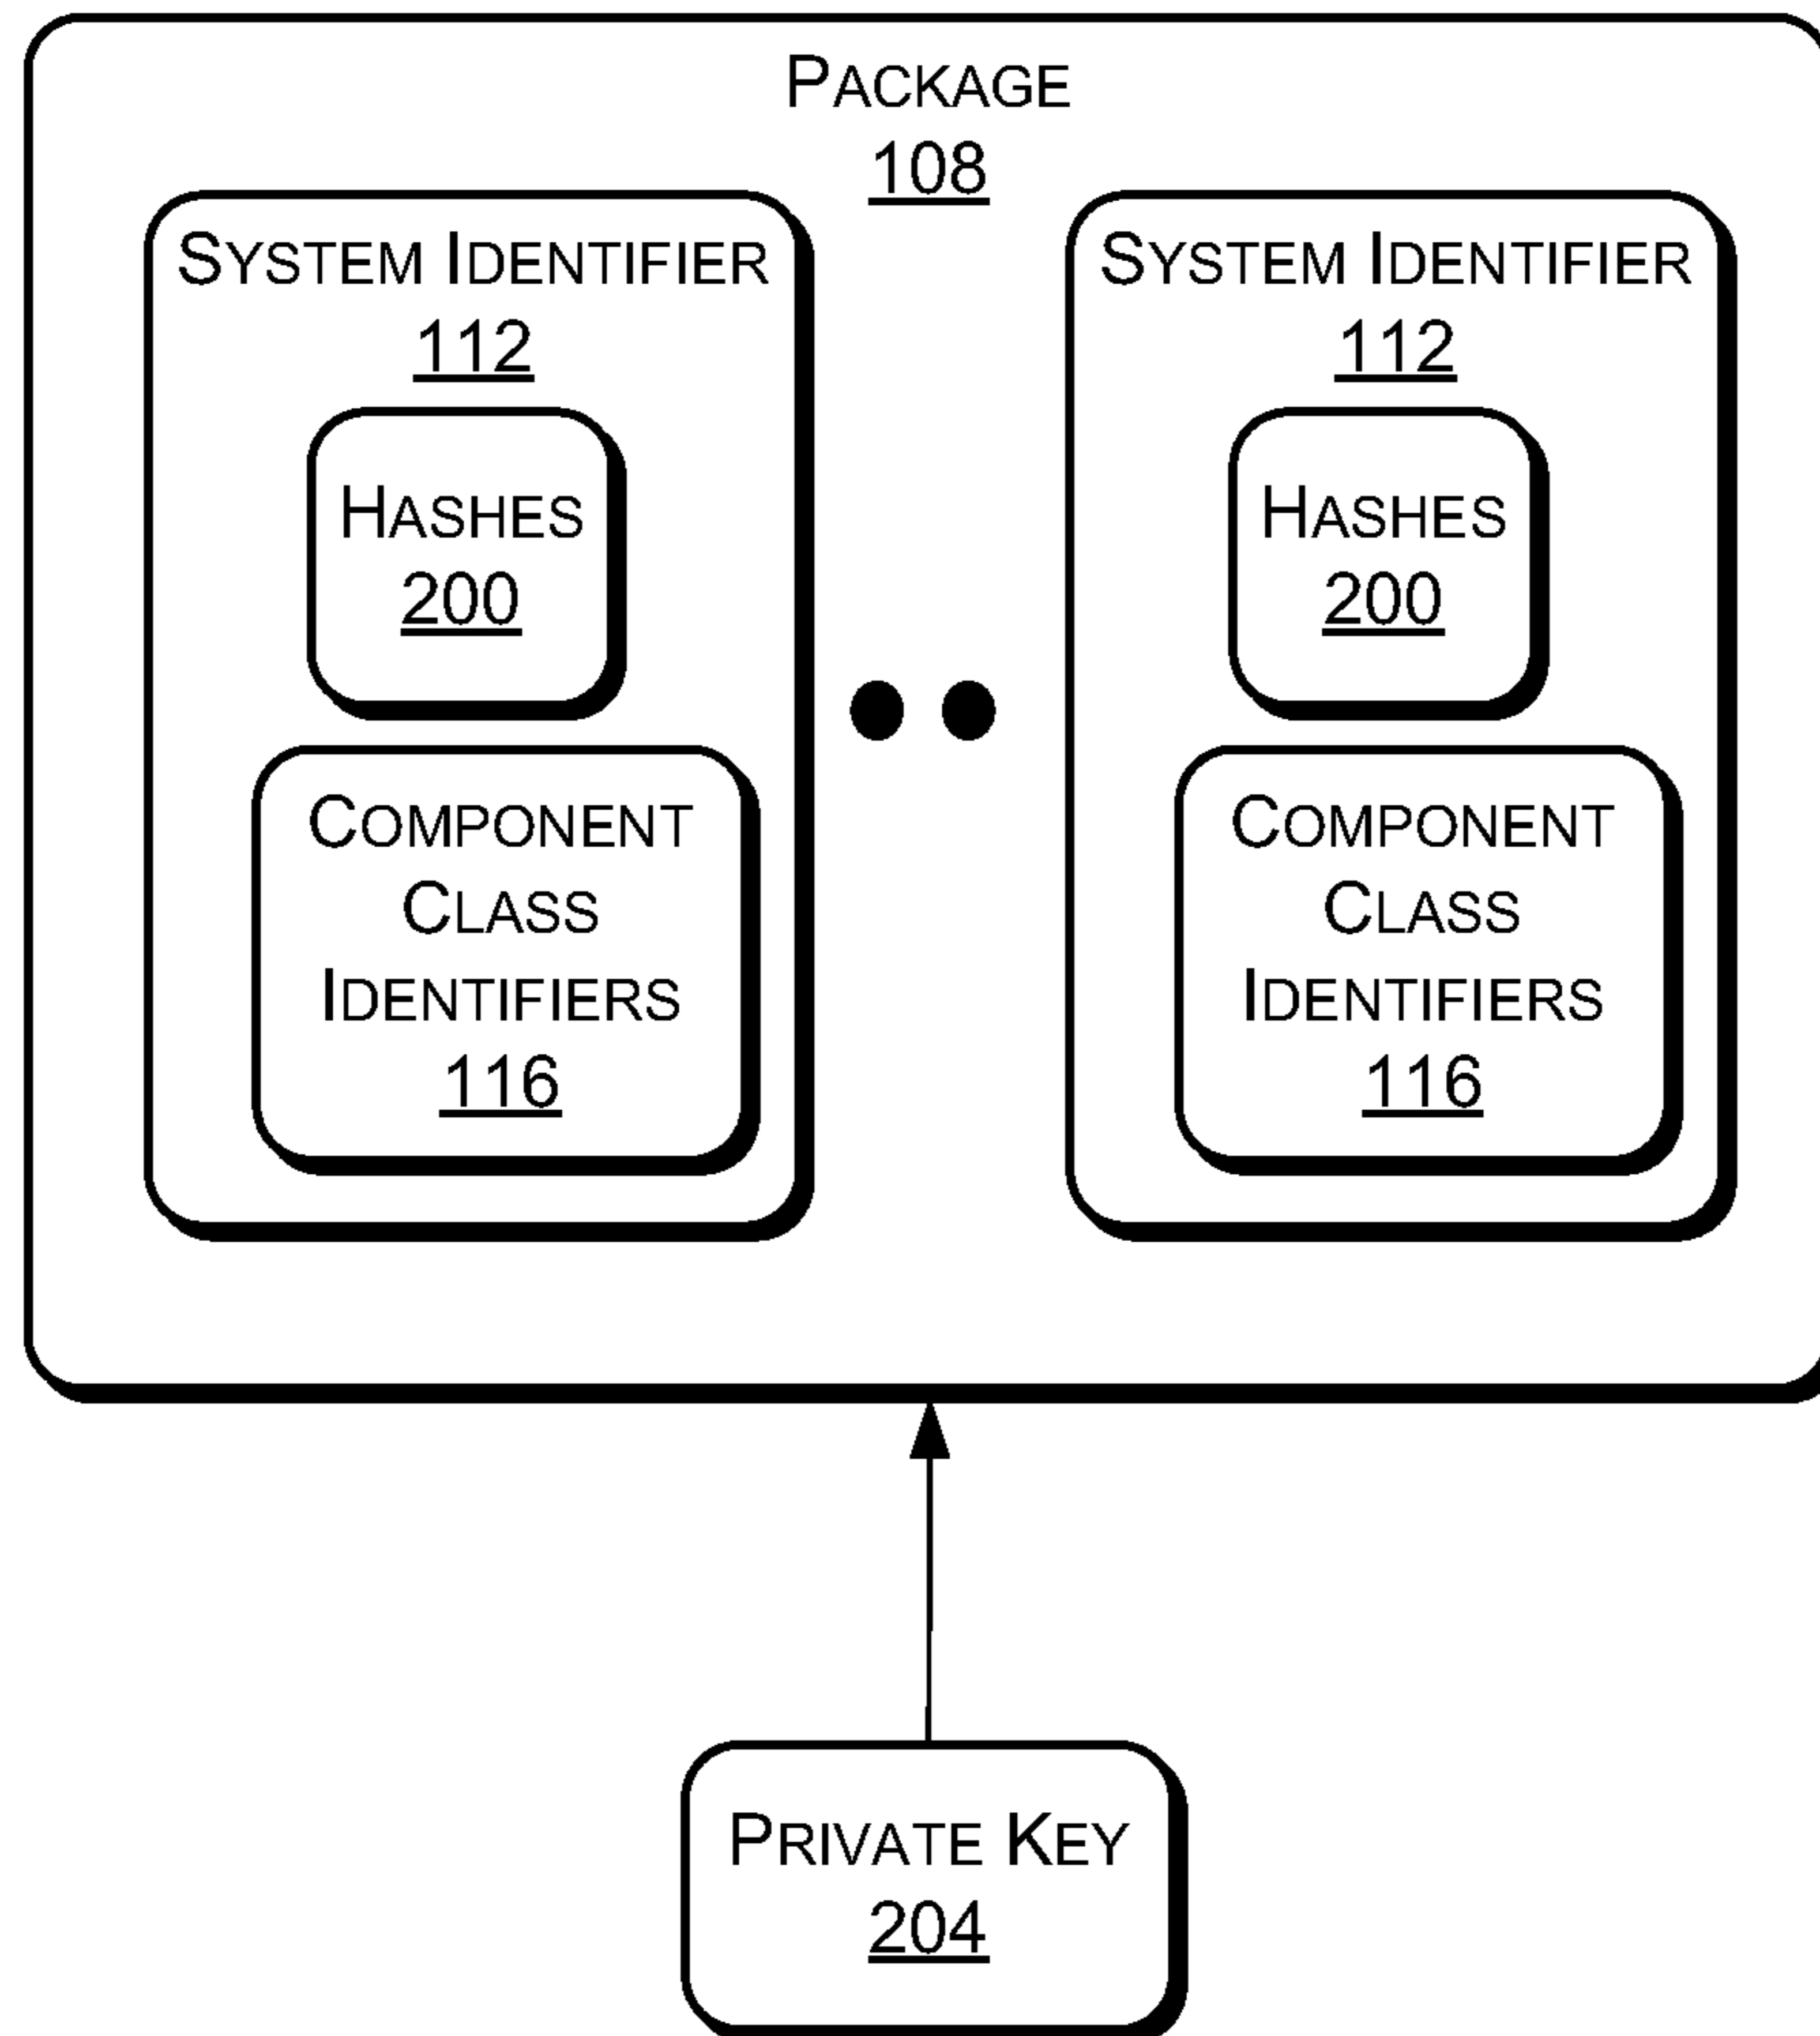 PACKAGE
108
SYSTEM IDENTIFIER
112
HASHES
200
COMPONENT
CLASS
IDENTIFIERS
116
SYSTEM IDENTIFIER
112
HASHES
200
COMPONENT
CLASS
IDENTIFIERS
116
PRIVATE KEY
204